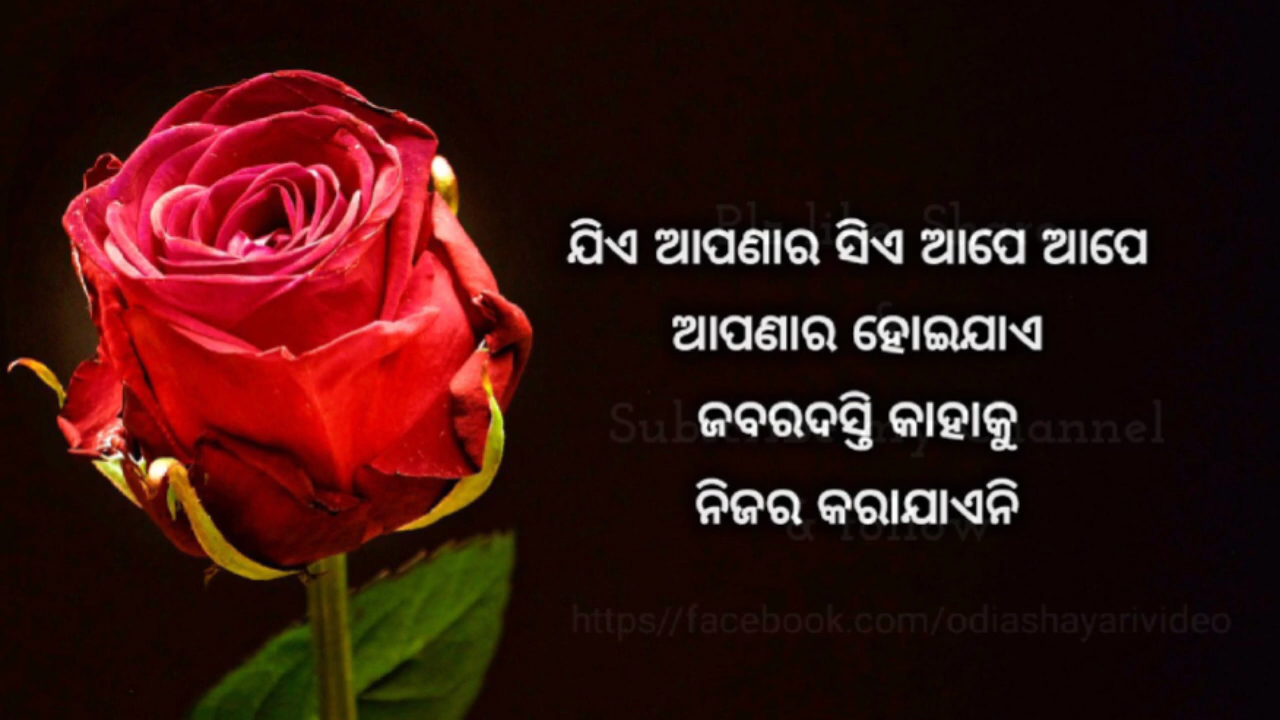 ଯିଏ ଆପଣାର ସିଏ ଆପେ ଆପେ
ଆପଣାର ହୋଇଯାଏ
ଜବରଦସ୍ତି କାହାକୁ
ନିଜର କରାଯାଏନି
https//facebook.com/odiashayarivideo